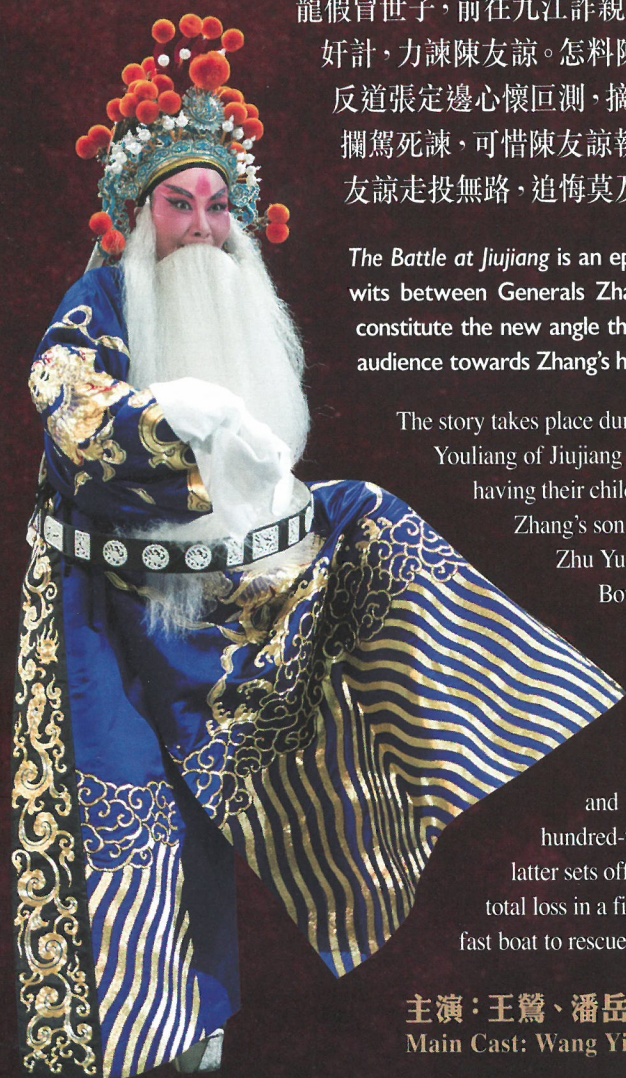 龍假冒世子，前往九江詐親
奸計，力諫陳友諒。怎料陳
反道張定邊心懷叵測，摘
攔駕死諫，可惜陳友諒執
友諒走投無路，追悔莫及
The Battle at Jiujiang is an ep
wits between Generals Zha
constitute the new angle th
audience towards Zhang's h
The story takes place dur
Youliang of Jiujiang
having their chil
Zhang's son
Zhu Yu
Bo
and
hundred-
latter sets off
total loss in a fi
fast boat to rescue
主演：王鶯、潘岳
Main Cast: Wang Yi